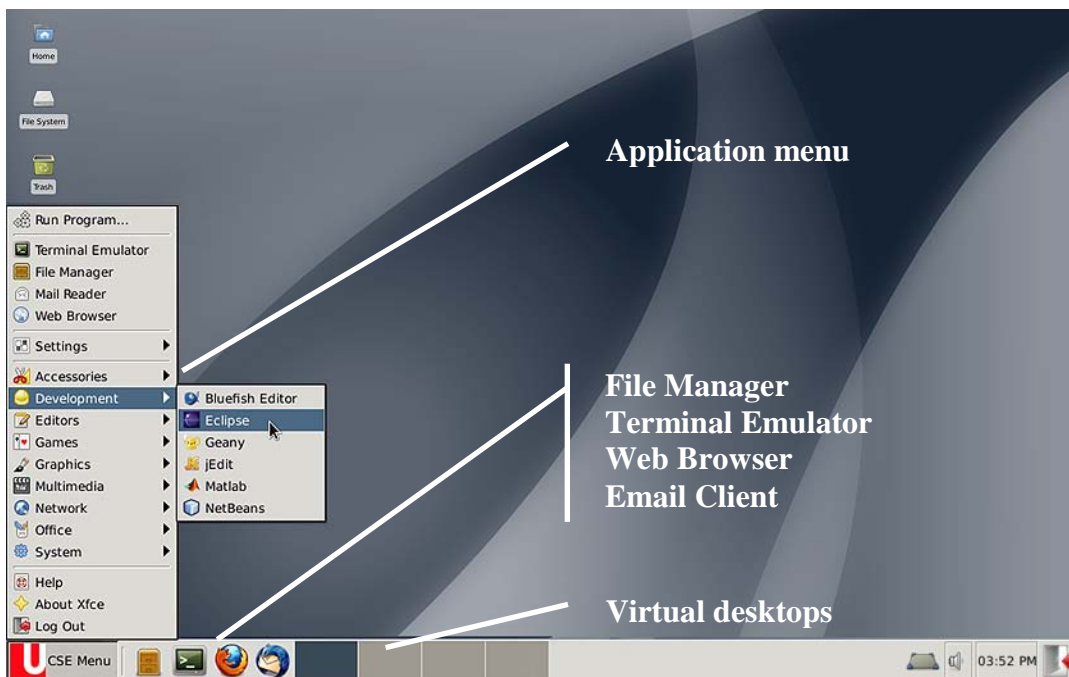 Home
File System
Trash
Application menu
Run Program...
Terminal Emulator
File Manager
Mail Reader
Web Browser
Settings
Accessories
Development
Editors
Games
Graphics
Multimedia
Network
Office
System
Help
About Xfce
Log Out
Bluefish Editor
Eclipse
Geany
jEdit
Matlab
NetBeans
File Manager
Terminal Emulator
Web Browser
Email Client
Virtual desktops
U CSE Menu
03:52 PM